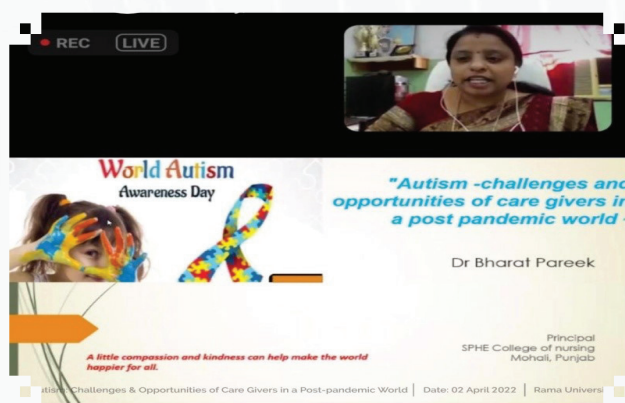 REC LIVE
World Autism
Awareness Day
"Autism -challenges and
opportunities of care givers in
a post pandemic world -
Dr Bharat Pareek
Principal
SPHE College of nursing
Mohali, Punjab
A little compassion and kindness can help make the world
happier for all.
utism: Challenges & Opportunities of Care Givers in a Post-pandemic World | Date: 02 April 2022 | Rama Universi